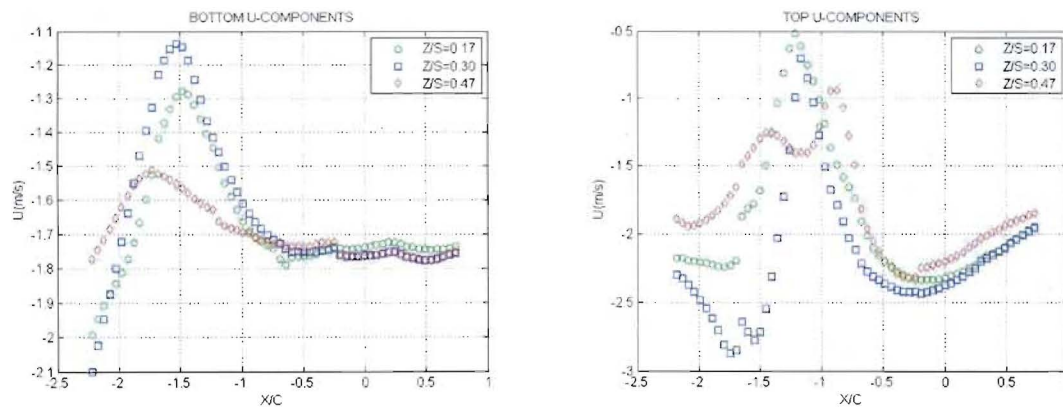 BOTTOM U-COMPONENTS
-1.1
-1.2
-1.3
-1.4
-1.5
-1.6
-1.7
-1.8
-1.9
-2
-2.1
U(m/s)
Z/S=0.17
Z/S=0.30
Z/S=0.47
-2.5
-2
-1.5
-1
-0.5
0
0.5
1
X/C
TOP U-COMPONENTS
-0.5
-1
-1.5
-2
-2.5
-3
U(m/s)
Z/S=0.17
Z/S=0.30
Z/S=0.47
-2.5
-2
-1.5
-1
-0.5
0
0.5
1
X/C